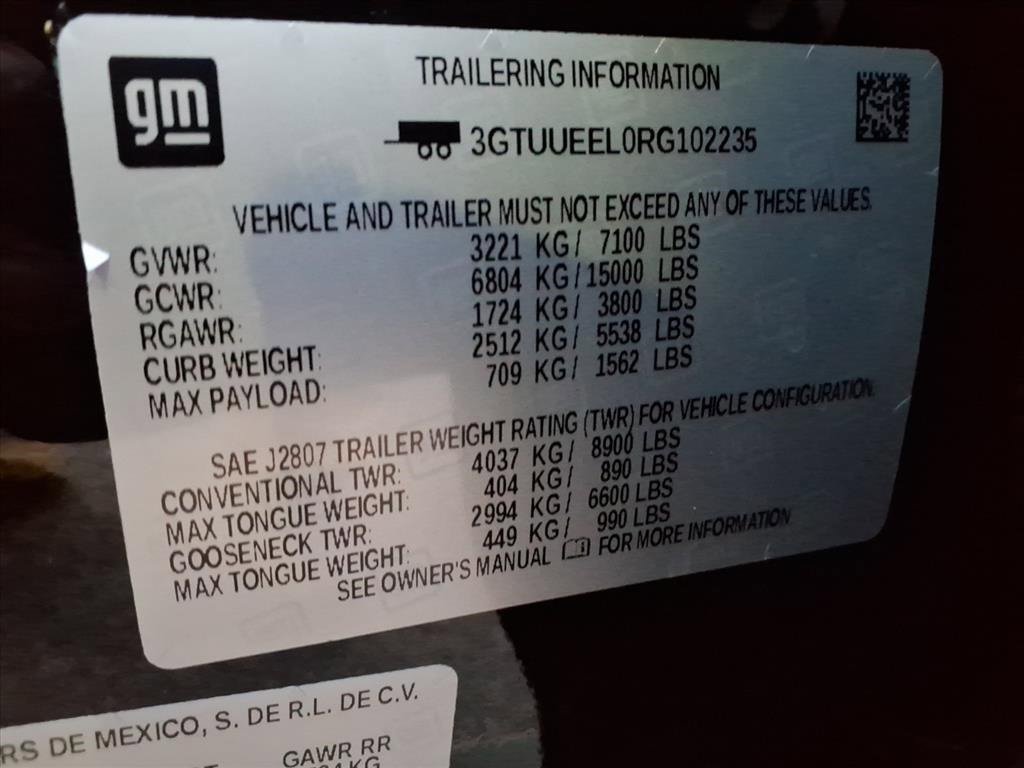 gm
TRAILERING INFORMATION
3GTUUEEL0RG102235
VEHICLE AND TRAILER MUST NOT EXCEED ANY OF THESE VALUES.
GVWR: 3221 KG/ 7100 LBS
GCWR: 6804 KG/15000 LBS
RGAWR: 1724 KG/ 3800 LBS
CURB WEIGHT: 2512 KG/ 5538 LBS
MAX PAYLOAD: 709 KG/ 1562 LBS
SAE J2807 TRAILER WEIGHT RATING (TWR) FOR VEHICLE CONFIGURATION.
CONVENTIONAL TWR: 4037 KG/ 8900 LBS
MAX TONGUE WEIGHT: 404 KG/ 890 LBS
GOOSENECK TWR: 2994 KG/ 6600 LBS
MAX TONGUE WEIGHT: 449 KG/ 990 LBS
SEE OWNER'S MANUAL FOR MORE INFORMATION
RS DE MEXICO, S. DE R.L. DE C.V.
GAWR RR
KG